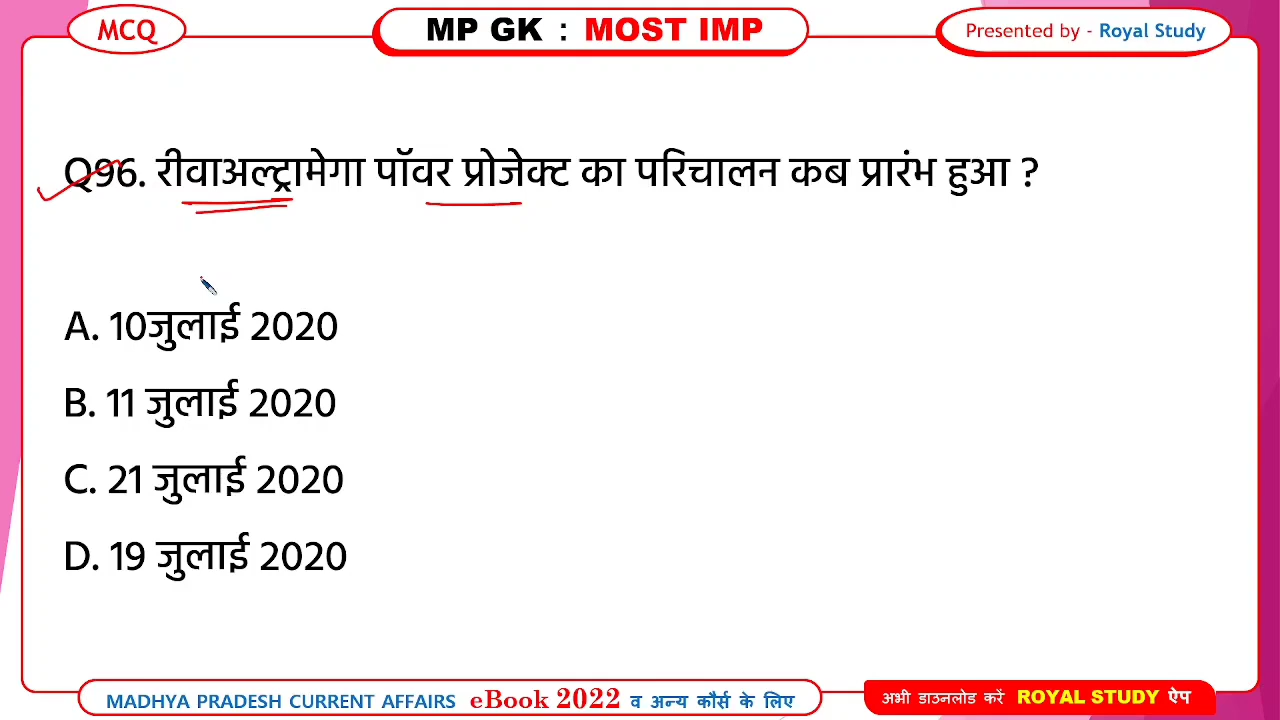 MCQ
MP GK : MOST IMP
Presented by - Royal Study
Q96. रीवाअल्ट्रामेगा पॉवर प्रोजेक्ट का परिचालन कब प्रारंभ हुआ ?
A. 10जुलाई 2020
B. 11 जुलाई 2020
C. 21 जुलाई 2020
D. 19 जुलाई 2020
MADHYA PRADESH CURRENT AFFAIRS eBook 2022 व अन्य कौर्स के लिए
अभी डाउनलोड करें ROYAL STUDY ऐप